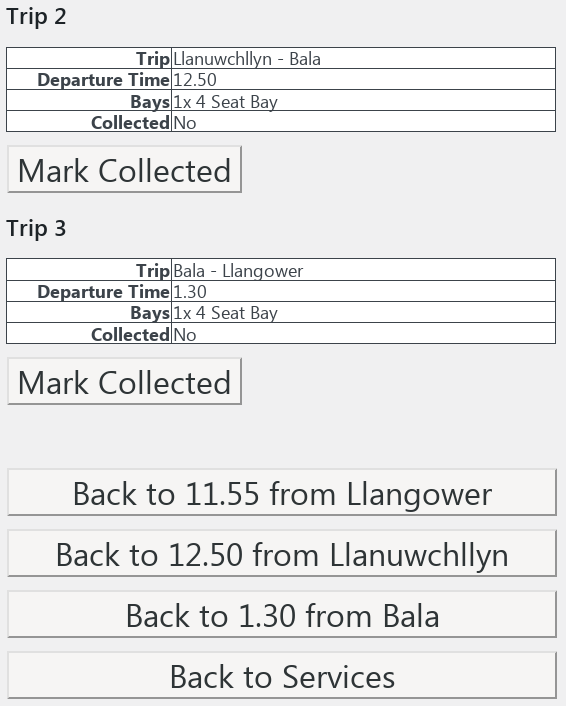 Trip 2
Trip Llanuwchllyn - Bala
Departure Time 12.50
Bays 1x 4 Seat Bay
Collected No
Mark Collected
Trip 3
Trip Bala - Llangower
Departure Time 1.30
Bays 1x 4 Seat Bay
Collected No
Mark Collected
Back to 11.55 from Llangower
Back to 12.50 from Llanuwchllyn
Back to 1.30 from Bala
Back to Services